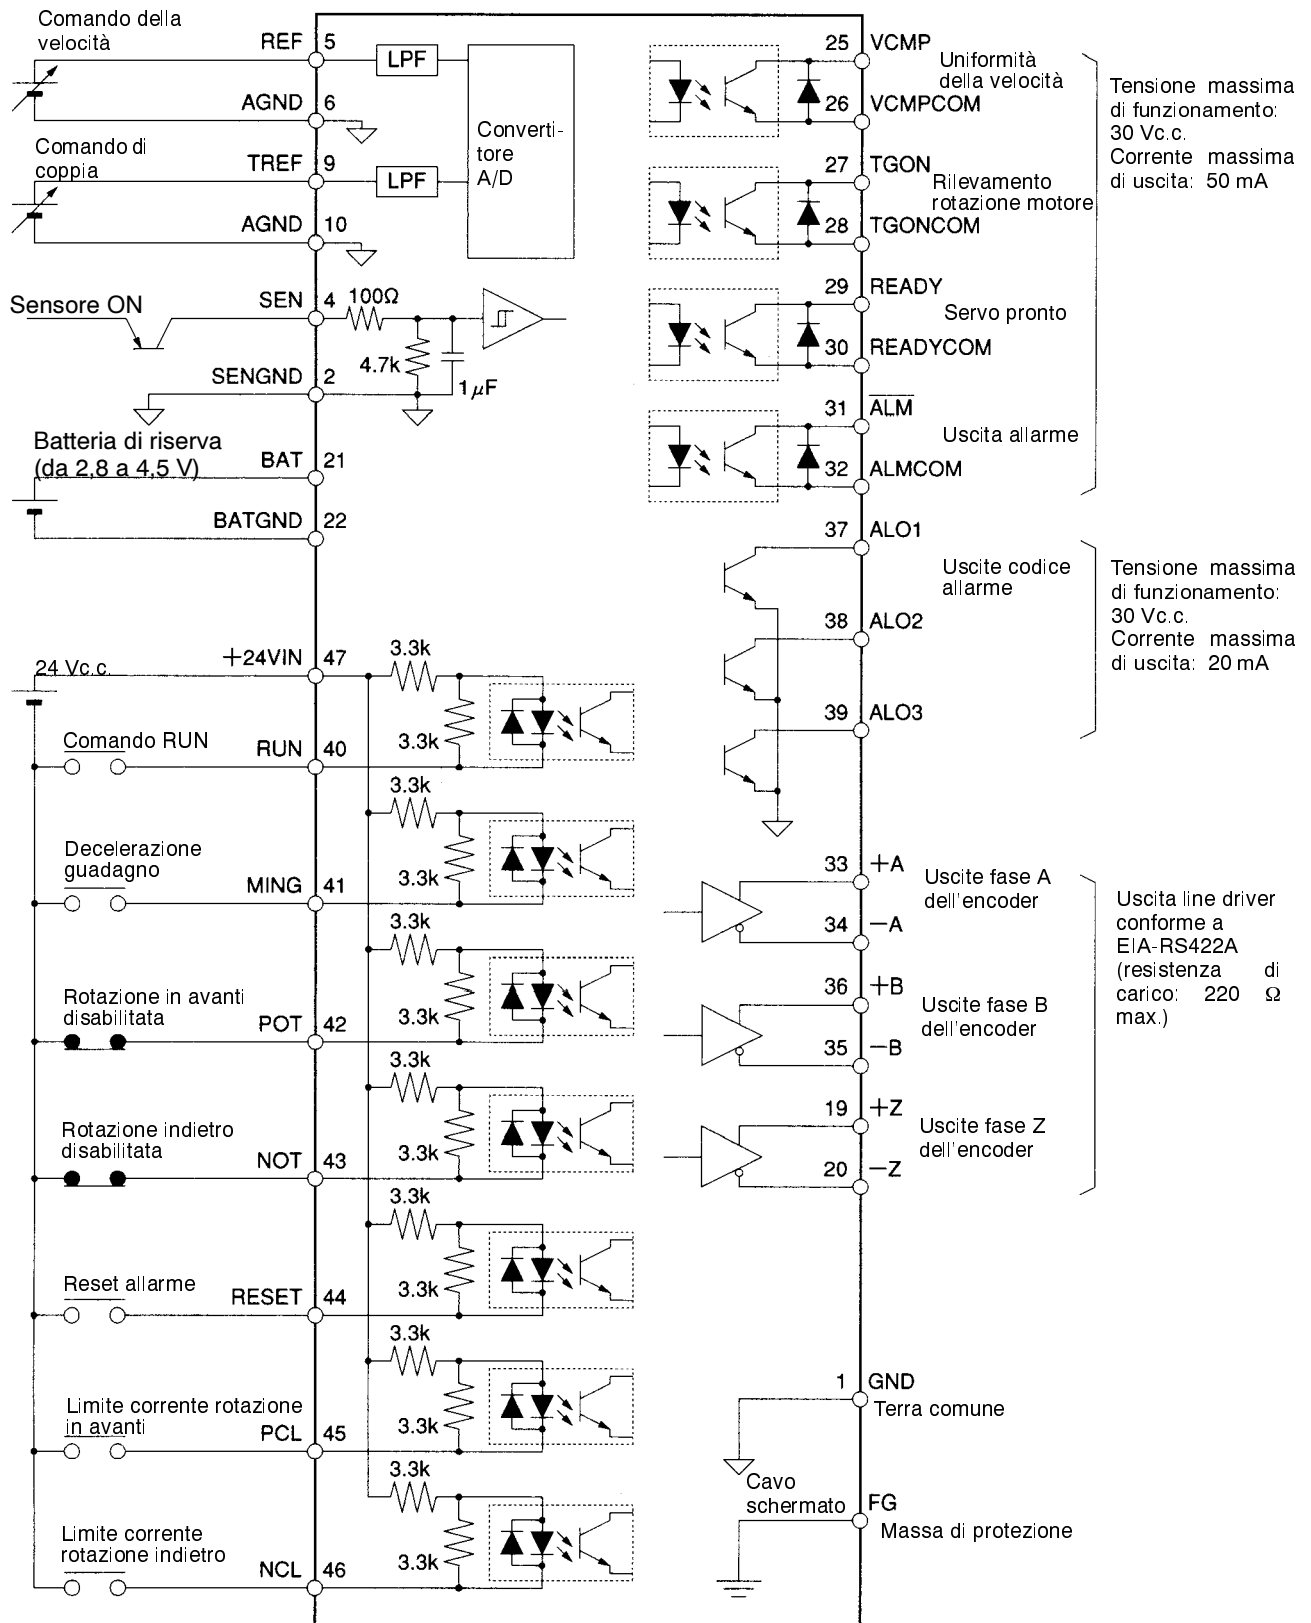 Comando della
velocità
REF 5
LPF
AGND 6
Comando di
coppia
TREF 9
LPF
AGND 10
Converti-
tore
A/D
Sensore ON
SEN 4
100Ω
4.7k
1µF
SENGND 2
Batteria di riserva
(da 2,8 a 4,5 V)
BAT 21
BATGND 22
24 Vc.c.
+24VIN 47
3.3k
3.3k
Comando RUN
RUN 40
3.3k
3.3k
Decelerazione
guadagno
MING 41
3.3k
3.3k
Rotazione in avanti
disabilitata
POT 42
3.3k
3.3k
Rotazione indietro
disabilitata
NOT 43
3.3k
3.3k
Reset allarme
RESET 44
3.3k
3.3k
Limite corrente rotazione
in avanti
PCL 45
3.3k
3.3k
Limite corrente
rotazione indietro
NCL 46
25 VCMP
Uniformità
della velocità
26 VCMPCOM
27 TGON
Rilevamento
rotazione motore
28 TGONCOM
29 READY
Servo pronto
30 READYCOM
31 ALM
Uscita allarme
32 ALMCOM
Tensione massima
di funzionamento:
30 Vc.c.
Corrente massima
di uscita: 50 mA
37 ALO1
Uscite codice
allarme
38 ALO2
39 ALO3
Tensione massima
di funzionamento:
30 Vc.c.
Corrente massima
di uscita: 20 mA
33 +A
Uscite fase A
dell'encoder
34 −A
36 +B
Uscite fase B
dell'encoder
35 −B
19 +Z
Uscite fase Z
dell'encoder
20 −Z
Uscita line driver
conforme a
EIA-RS422A
(resistenza di
carico: 220 Ω
max.)
1 GND
Terra comune
Cavo
schermato
FG
Massa di protezione